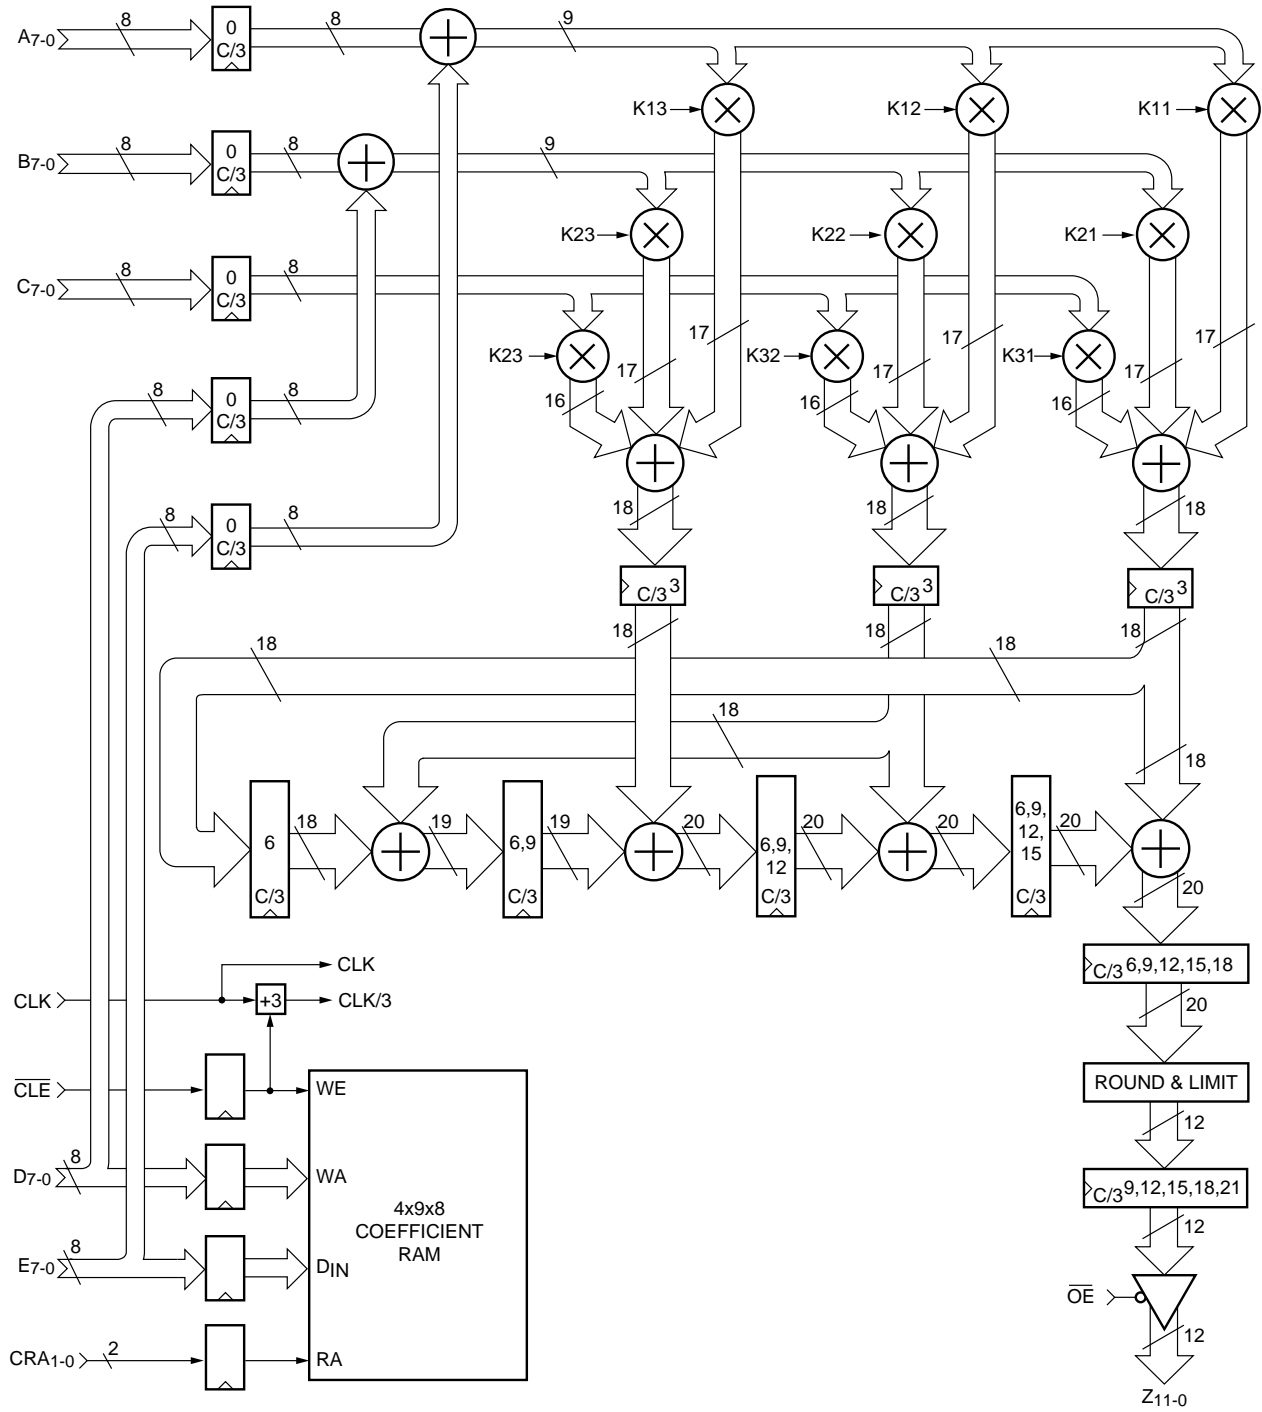 A7-0
8
0
C/3
8
9
K13
K12
K11
B7-0
8
0
C/3
8
9
K23
K22
K21
C7-0
8
0
C/3
8
K23
K32
K31
17
17
17
17
17
17
16
16
16
8
0
C/3
8
8
0
C/3
8
18
18
18
C/3 3
C/3 3
C/3 3
18
18
18
18
18
18
18
6
C/3
18
19
6,9
C/3
19
20
6,9,
12
C/3
20
20
6,9,
12,
15
C/3
20
20
C/3 6,9,12,15,18
20
ROUND & LIMIT
12
C/3 9,12,15,18,21
12
OE
12
Z11-0
CLK
CLK
+3
CLK/3
CLE
WE
D7-0
8
WA
4x9x8
COEFFICIENT
RAM
E7-0
8
DIN
CRA1-0
2
RA